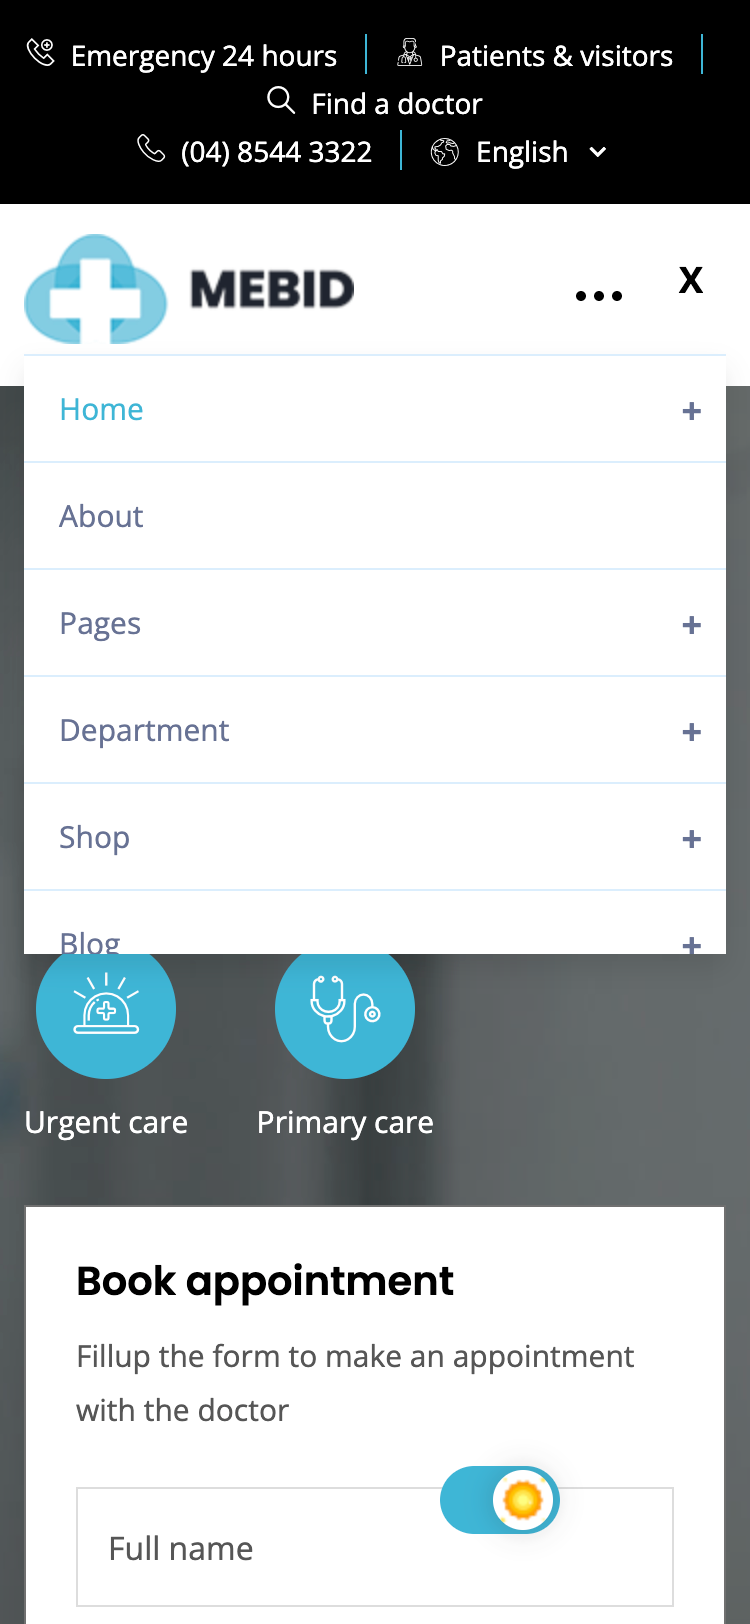 Emergency 24 hours
Patients & visitors
Find a doctor
(04) 8544 3322
English
MEBID
X
Home +
About
Pages +
Department +
Shop +
Blog +
Urgent care
Primary care
Book appointment
Fillup the form to make an appointment
with the doctor
Full name